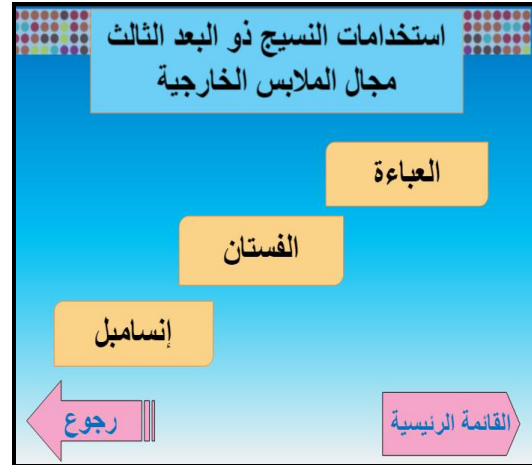 استخدامات النسيج ذو البعد الثالث
مجال الملابس الخارجية
العباءة
الفستان
إنسامبل
القائمة الرئيسية
رجوع